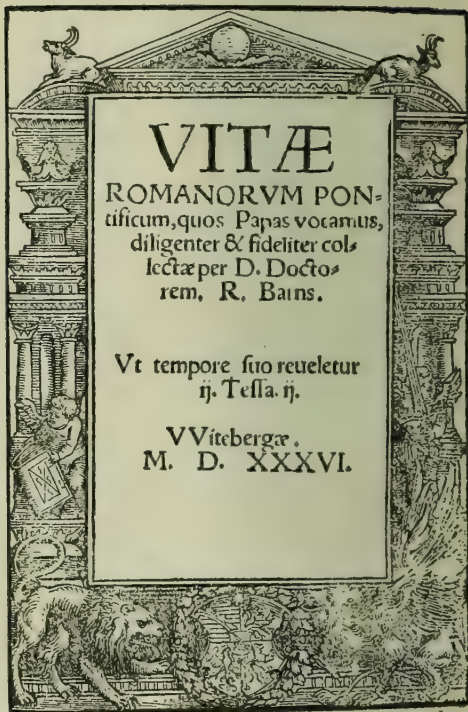 VITÆ
ROMANORVM PON=
tificum, quos Papas vocamus,
diligenter & fideliter col⸗
lectæ per D. Docto⸗
rem. R. Barns.
Vt tempore suo reueletur
ij. Tessa. ij.
VVitebergæ.
M. D. XXXVI.